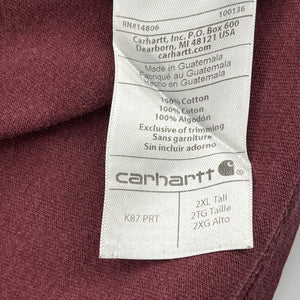 RN#14806 100136
Carhartt, Inc. P.O. Box 600
Dearborn, MI 48121 USA
www.carhartt.com
Made in Guatemala
Fabriqué au Guatemala
Hecho en Guatemala
100% Cotton
100% Coton
100% Algodón
Exclusive of trimming
Sans garniture
Sin incluir adorno
carhartt
K87 PRT
2XL Tall
2TG Taille
2XG Alto